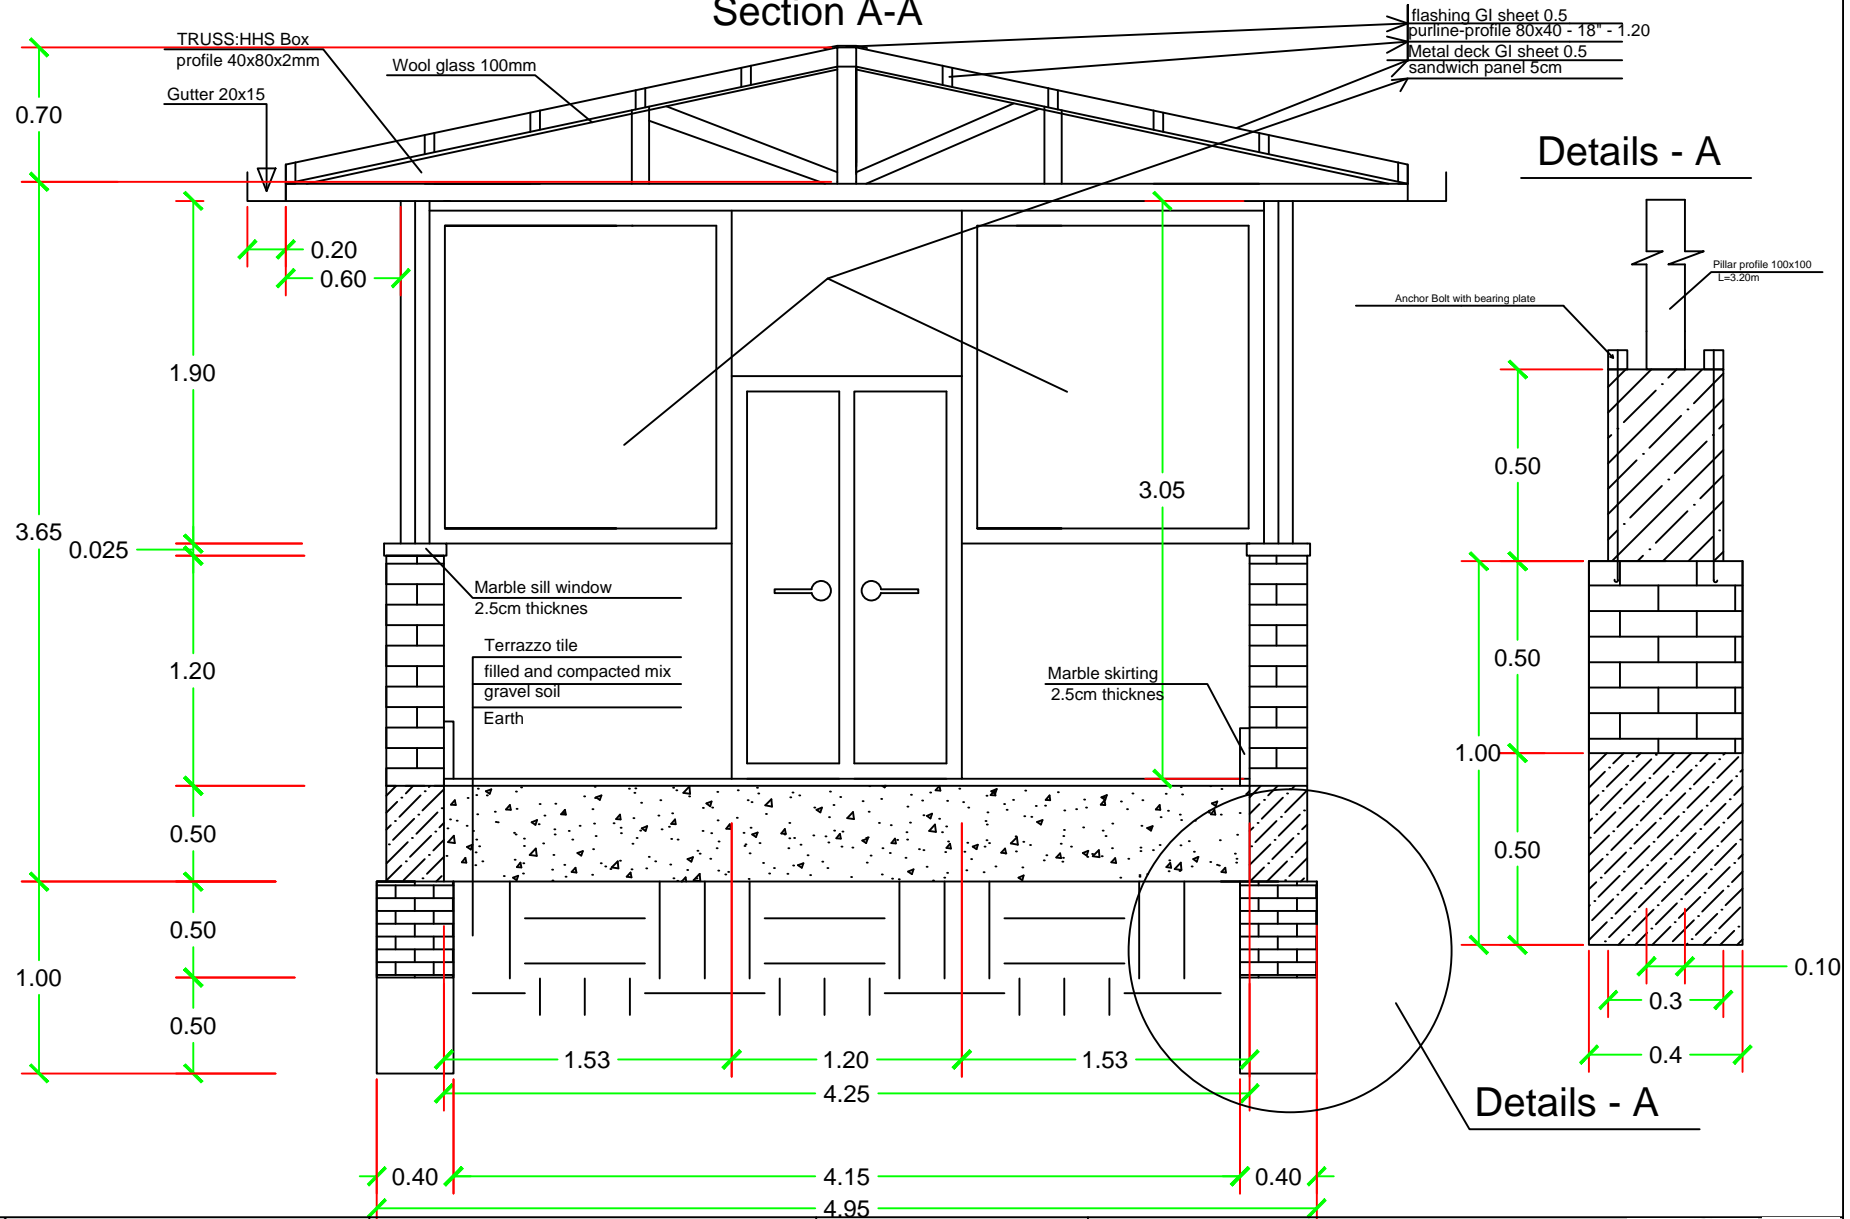 Section A-A
TRUSS:HHS Box
profile 40x80x2mm
Wool glass 100mm
Gutter 20x15
flashing GI sheet 0.5
purline-profile 80x40 - 18" - 1.20
Metal deck GI sheet 0.5
sandwich panel 5cm
0.70
Details - A
0.20
0.60
Pillar profile 100x100
L=3.20m
Anchor Bolt with bearing plate
1.90
3.05
0.50
3.65
0.025
Marble sill window
2.5cm thicknes
Terrazzo tile
filled and compacted mix
gravel soil
Earth
Marble skirting
2.5cm thicknes
1.20
0.50
1.00
0.50
0.50
0.50
1.00
0.50
0.10
0.3
0.4
1.53
1.20
1.53
4.25
Details - A
0.40
4.15
0.40
4.95